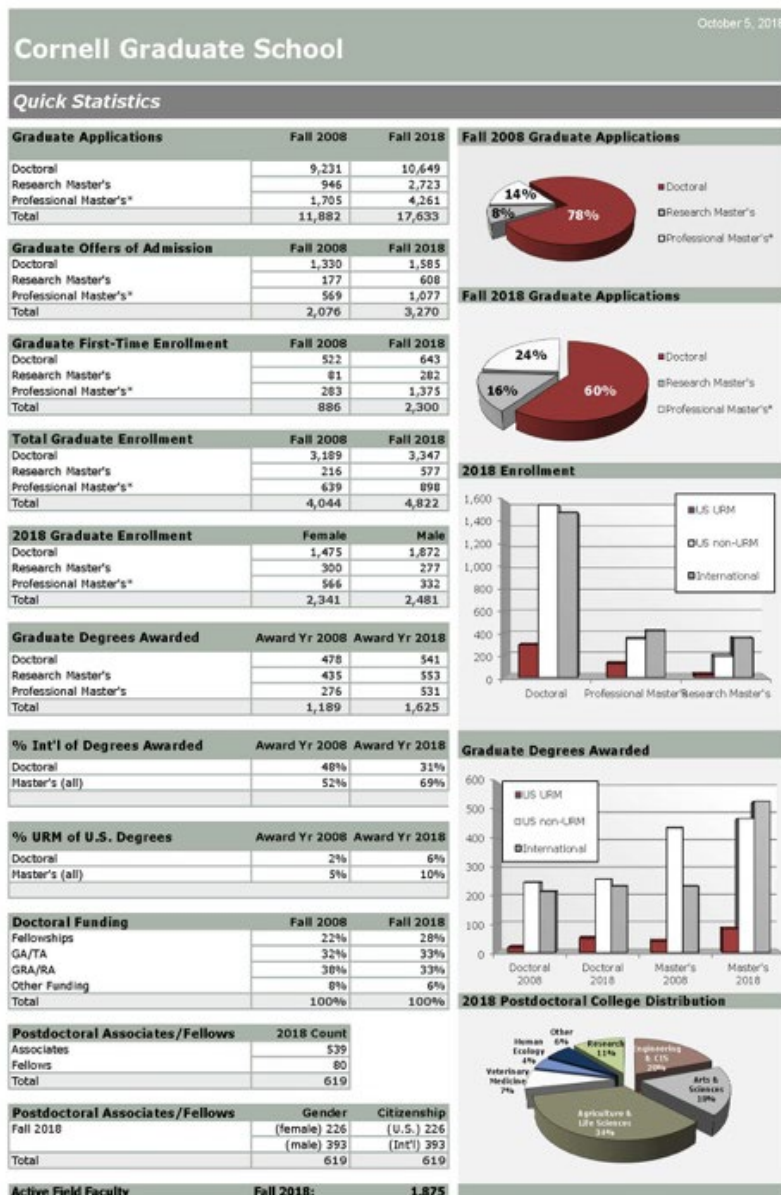 October 5, 2018
Cornell Graduate School
Quick Statistics
Graduate Applications Fall 2008 Fall 2018
Doctoral 9,231 10,649
Research Master's 946 2,723
Professional Master's* 1,705 4,261
Total 11,882 17,633
Graduate Offers of Admission Fall 2008 Fall 2018
Doctoral 1,330 1,585
Research Master's 177 608
Professional Master's* 569 1,077
Total 2,076 3,270
Graduate First-Time Enrollment Fall 2008 Fall 2018
Doctoral 522 643
Research Master's 81 282
Professional Master's* 283 1,375
Total 886 2,300
Total Graduate Enrollment Fall 2008 Fall 2018
Doctoral 3,189 3,347
Research Master's 216 577
Professional Master's* 639 898
Total 4,044 4,822
2018 Graduate Enrollment Female Male
Doctoral 1,475 1,872
Research Master's 300 277
Professional Master's* 566 332
Total 2,341 2,481
Graduate Degrees Awarded Award Yr 2008 Award Yr 2018
Doctoral 478 541
Research Master's 435 553
Professional Master's 276 531
Total 1,189 1,625
% Int'l of Degrees Awarded Award Yr 2008 Award Yr 2018
Doctoral 48% 31%
Master's (all) 52% 69%
% URM of U.S. Degrees Award Yr 2008 Award Yr 2018
Doctoral 2% 6%
Master's (all) 5% 10%
Doctoral Funding Fall 2008 Fall 2018
Fellowships 22% 28%
GA/TA 32% 33%
GRA/RA 38% 33%
Other Funding 8% 6%
Total 100% 100%
Postdoctoral Associates/Fellows 2018 Count
Associates 539
Fellows 80
Total 619
Postdoctoral Associates/Fellows Gender Citizenship
Fall 2018 (female) 226 (U.S.) 226
(male) 393 (Int'l) 393
Total 619 619
Active Field Faculty Fall 2018: 1,875
Fall 2008 Graduate Applications
14%
8%
78%
Doctoral
Research Master's
Professional Master's*
Fall 2018 Graduate Applications
24%
16%
60%
Doctoral
Research Master's
Professional Master's*
2018 Enrollment
1,600
1,400
1,200
1,000
800
600
400
200
0
US URM
US non-URM
International
Doctoral Professional Master's Research Master's
Graduate Degrees Awarded
600
500
400
300
200
100
0
US URM
US non-URM
International
Doctoral Doctoral Master's Master's
2008 2018 2008 2018
2018 Postdoctoral College Distribution
Other
6%
Research
11%
Engineering
& CIS
Human
Ecology
4%
Veterinary
Medicine
7%
Arts &
Sciences
Agriculture &
Life Sciences